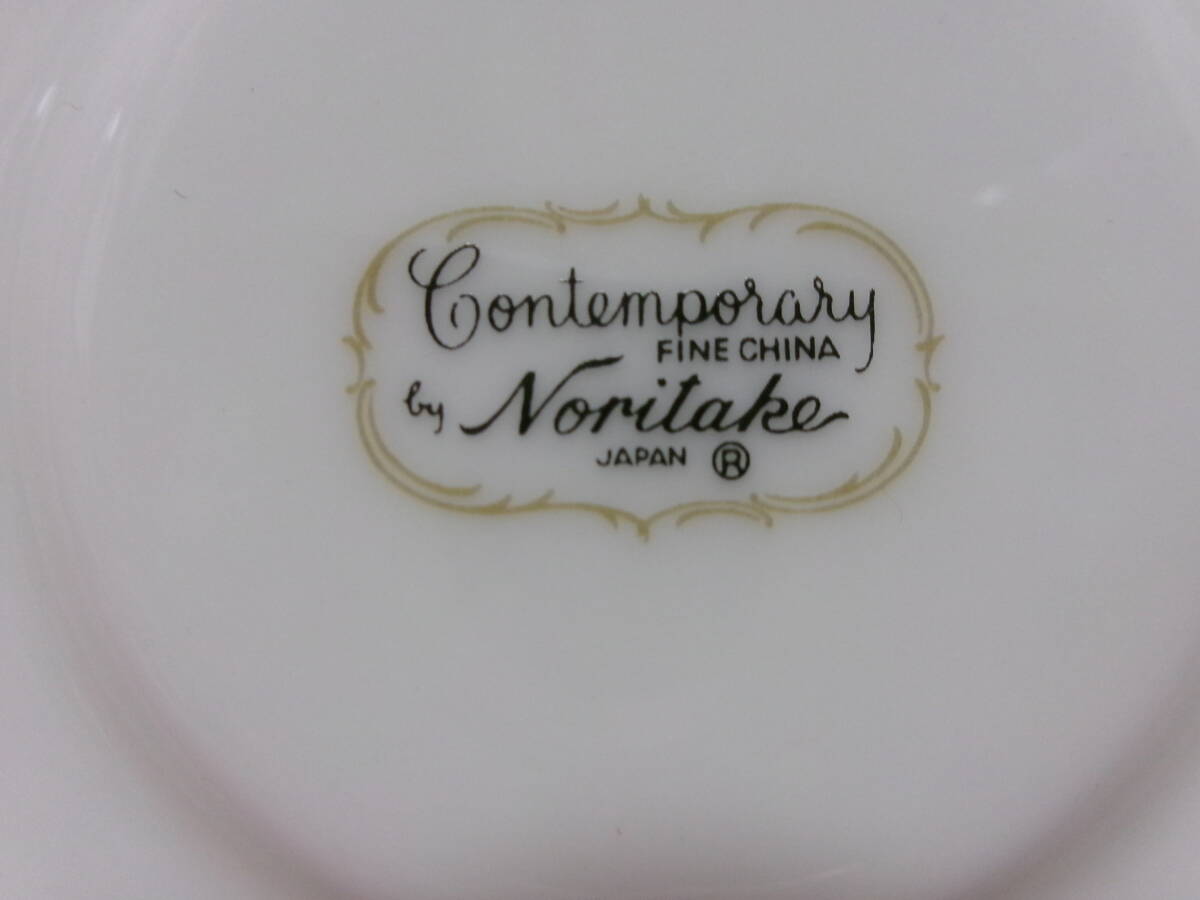 Contemporary
FINE CHINA
by Noritake
JAPAN ®